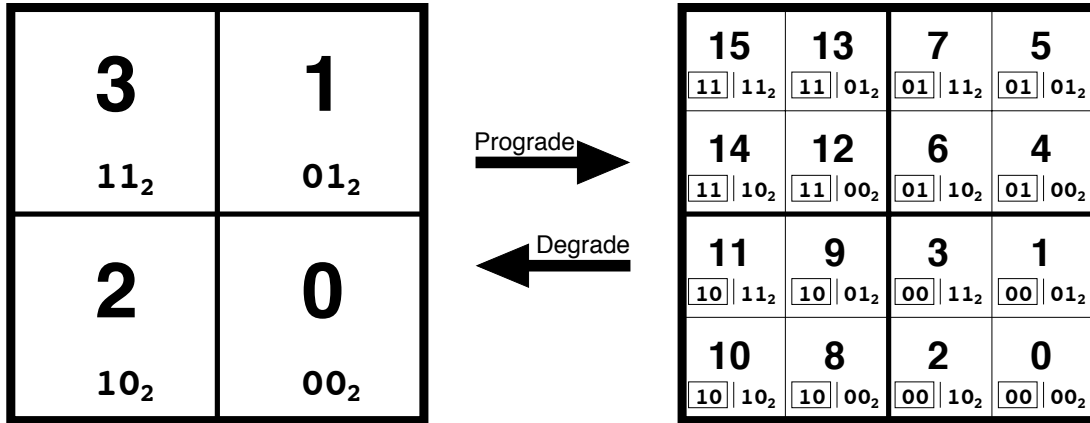 3 1
11₂ 01₂
2 0
10₂ 00₂
Prograde
Degrade
15 13 7 5
11|11₂ 11|01₂ 01|11₂ 01|01₂
14 12 6 4
11|10₂ 11|00₂ 01|10₂ 01|00₂
11 9 3 1
10|11₂ 10|01₂ 00|11₂ 00|01₂
10 8 2 0
10|10₂ 10|00₂ 00|10₂ 00|00₂